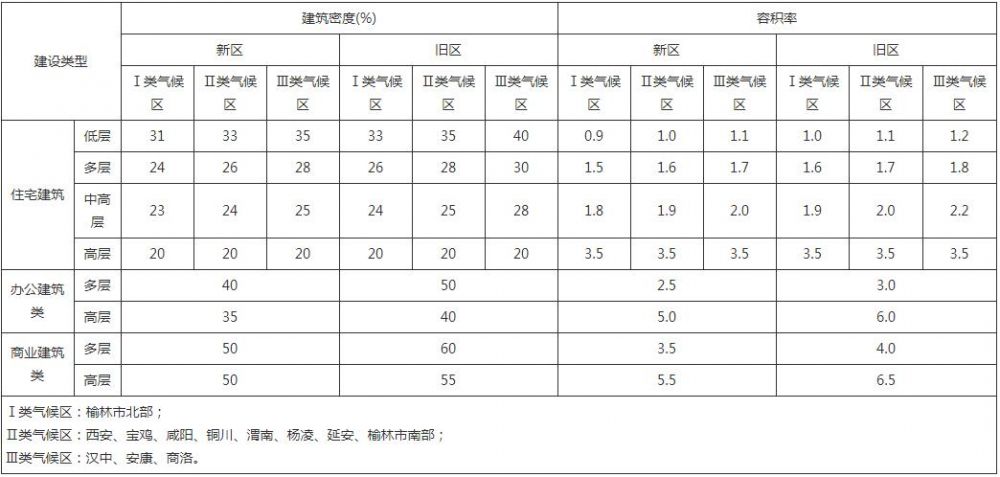 建设类型 建筑密度(%) 容积率
新区 旧区 新区 旧区
Ⅰ类气候区 Ⅱ类气候区 Ⅲ类气候区 Ⅰ类气候区 Ⅱ类气候区 Ⅲ类气候区 Ⅰ类气候区 Ⅱ类气候区 Ⅲ类气候区 Ⅰ类气候区 Ⅱ类气候区 Ⅲ类气候区
住宅建筑 低层 31 33 35 33 35 40 0.9 1.0 1.1 1.0 1.1 1.2
多层 24 26 28 26 28 30 1.5 1.6 1.7 1.6 1.7 1.8
中高层 23 24 25 24 25 28 1.8 1.9 2.0 1.9 2.0 2.2
高层 20 20 20 20 20 20 3.5 3.5 3.5 3.5 3.5 3.5
办公建筑类 多层 40 50 2.5 3.0
高层 35 40 5.0 6.0
商业建筑类 多层 50 60 3.5 4.0
高层 50 55 5.5 6.5
Ⅰ类气候区：榆林市北部；
Ⅱ类气候区：西安、宝鸡、咸阳、铜川、渭南、杨凌、延安、榆林市南部；
Ⅲ类气候区：汉中、安康、商洛。